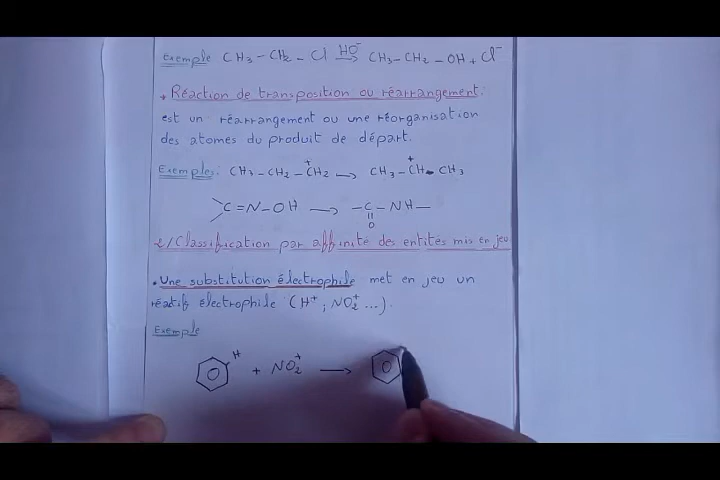 Exemple CH3-CH2-Cl HO⁻→ CH3-CH2-OH + Cl⁻
* Réaction de transposition ou réarrangement:
est un réarrangement ou une réorganisation
des atomes du produit de départ.
Exemples: CH3-CH2-C⁺H2 → CH3-C⁺H-CH3
>C=N-OH → -C-NH-
O
2/Classification par affinité des entités mis en jeu
• Une substitution électrophile met en jeu un
réactif électrophile (H⁺; NO2⁺ ...).
Exemple
H
+ NO2⁺ →